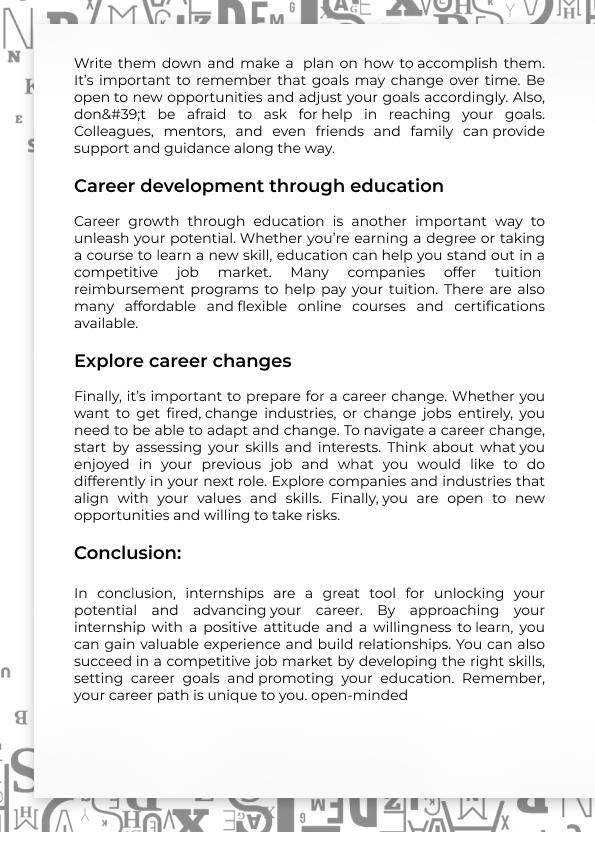 Write them down and make a plan on how to accomplish them.
It's important to remember that goals may change over time. Be
open to new opportunities and adjust your goals accordingly. Also,
don&#39;t be afraid to ask for help in reaching your goals.
Colleagues, mentors, and even friends and family can provide
support and guidance along the way.
Career development through education
Career growth through education is another important way to
unleash your potential. Whether you're earning a degree or taking
a course to learn a new skill, education can help you stand out in a
competitive job market. Many companies offer tuition
reimbursement programs to help pay your tuition. There are also
many affordable and flexible online courses and certifications
available.
Explore career changes
Finally, it's important to prepare for a career change. Whether you
want to get fired, change industries, or change jobs entirely, you
need to be able to adapt and change. To navigate a career change,
start by assessing your skills and interests. Think about what you
enjoyed in your previous job and what you would like to do
differently in your next role. Explore companies and industries that
align with your values and skills. Finally, you are open to new
opportunities and willing to take risks.
Conclusion:
In conclusion, internships are a great tool for unlocking your
potential and advancing your career. By approaching your
internship with a positive attitude and a willingness to learn, you
can gain valuable experience and build relationships. You can also
succeed in a competitive job market by developing the right skills,
setting career goals and promoting your education. Remember,
your career path is unique to you. open-minded